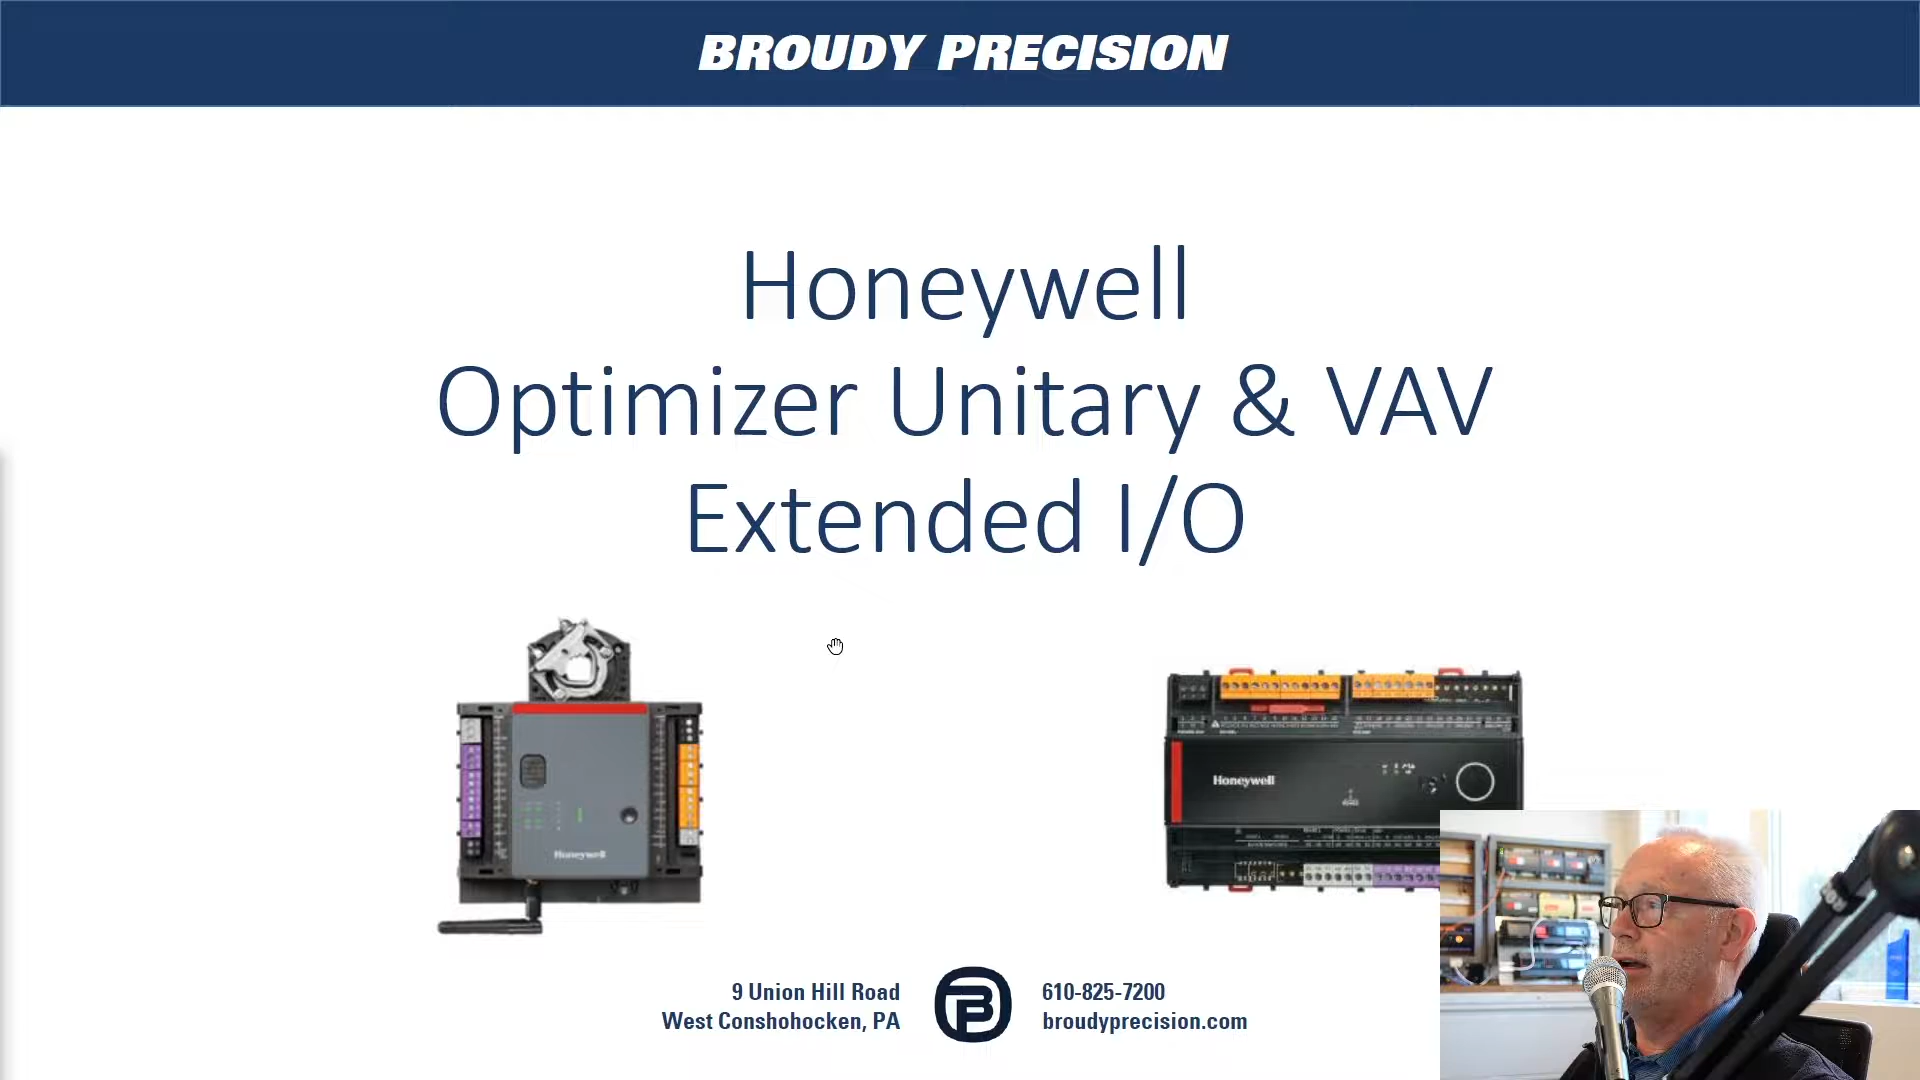 BROUDY PRECISION
Honeywell
Optimizer Unitary & VAV
Extended I/O
Honeywell
Honeywell
9 Union Hill Road
West Conshohocken, PA
610-825-7200
broudyprecision.com